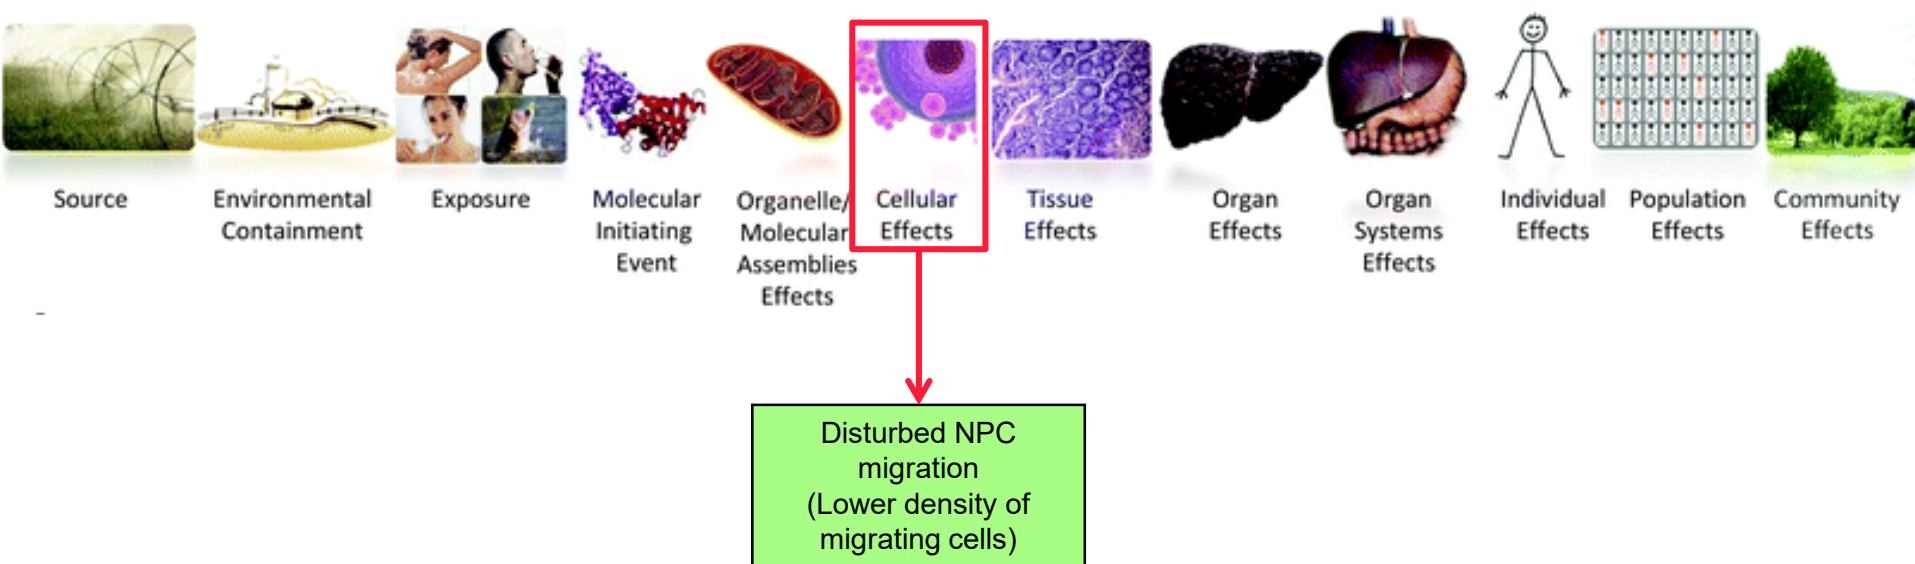 Source
Environmental
Containment
Exposure
Molecular
Initiating
Event
Organelle/
Molecular
Assemblies
Effects
Cellular
Effects
Tissue
Effects
Organ
Effects
Organ
Systems
Effects
Individual
Effects
Population
Effects
Community
Effects
Disturbed NPC
migration
(Lower density of
migrating cells)